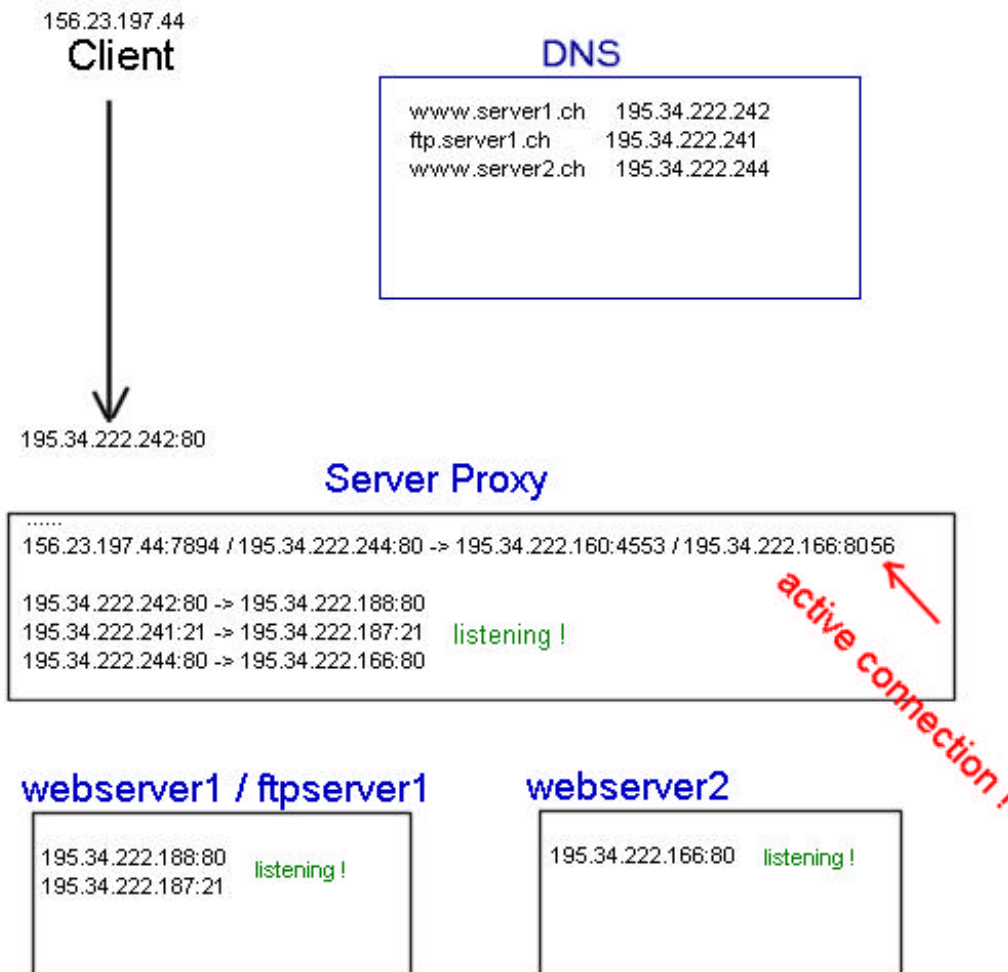 156.23.197.44
Client
DNS
www.server1.ch 195.34.222.242
ftp.server1.ch 195.34.222.241
www.server2.ch 195.34.222.244
195.34.222.242:80
Server Proxy
......
156.23.197.44:7894 / 195.34.222.244:80 -> 195.34.222.160:4553 / 195.34.222.166:8056
active connection !
195.34.222.242:80 -> 195.34.222.188:80
195.34.222.241:21 -> 195.34.222.187:21 listening !
195.34.222.244:80 -> 195.34.222.166:80
webserver1 / ftpserver1
195.34.222.188:80 listening !
195.34.222.187:21
webserver2
195.34.222.166:80 listening !